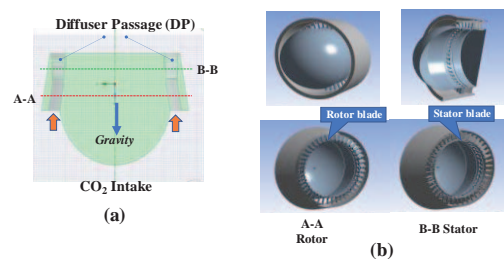 Diffuser Passage (DP)
B-B
A-A
Gravity
CO₂ Intake
(a)
Rotor blade
Stator blade
A-A
Rotor
B-B Stator
(b)